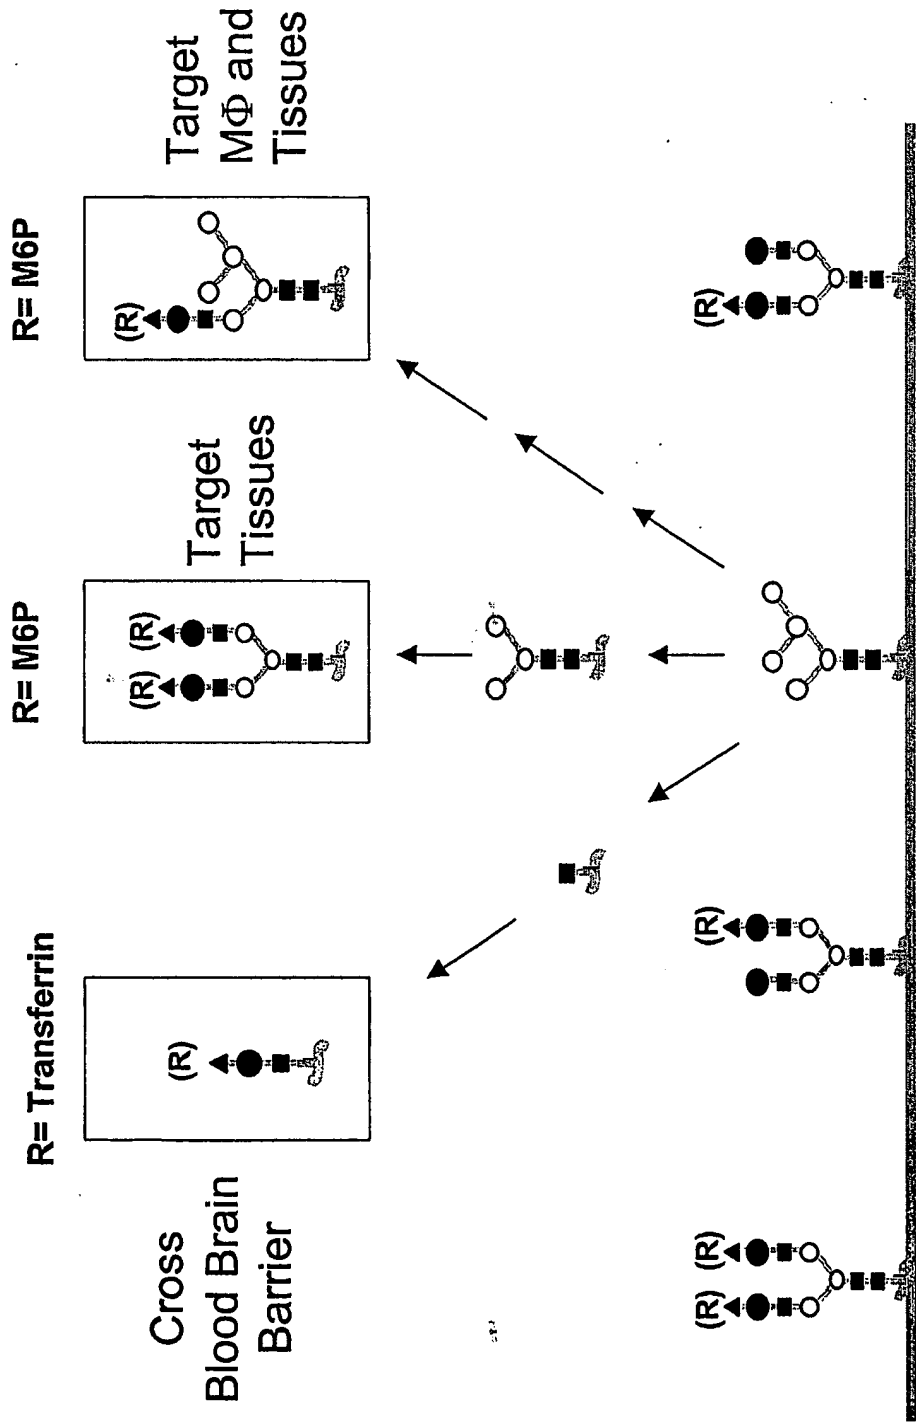 R= Transferrin
R= M6P
R= M6P
Cross
Blood Brain
Barrier
(R)
(R) (R)
Target
Tissues
(R)
Target
MΦ and
Tissues
(R) (R)
(R)
(R)